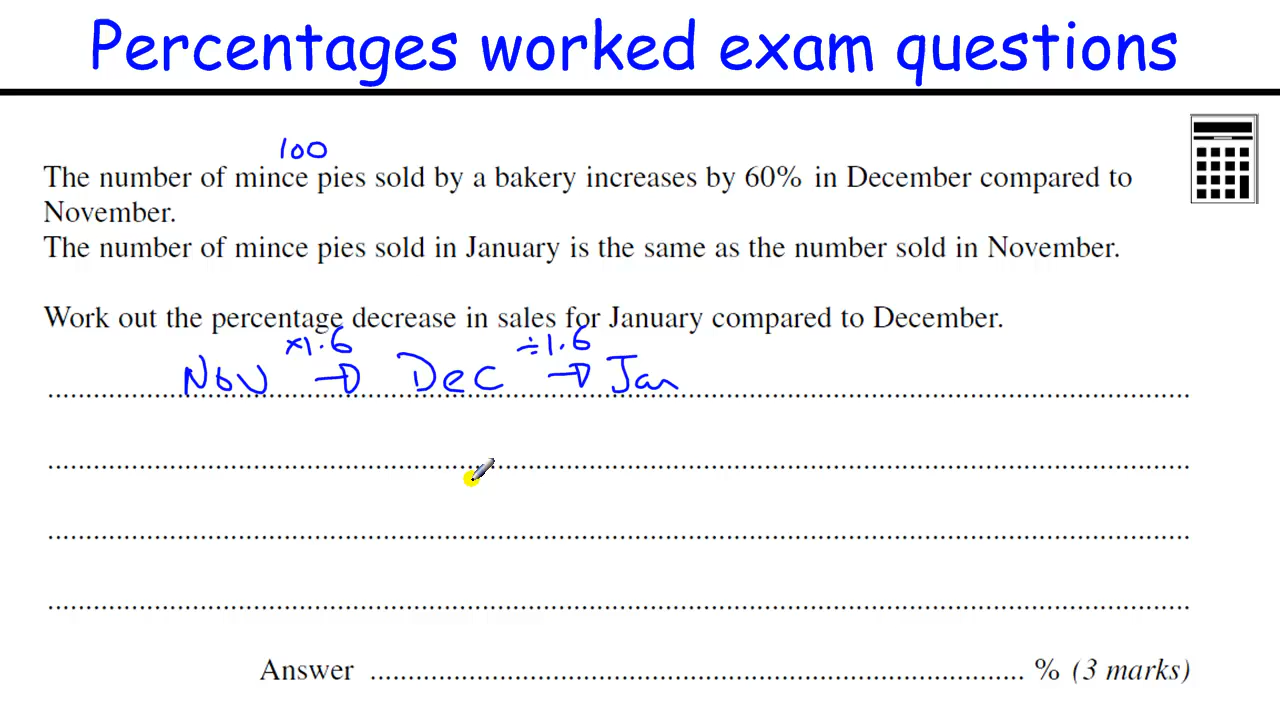 Percentages worked exam questions
100
The number of mince pies sold by a bakery increases by 60% in December compared to
November.
The number of mince pies sold in January is the same as the number sold in November.
Work out the percentage decrease in sales for January compared to December.
×1.6 ÷1.6
Nov → Dec → Jan
Answer ........................................................................................ % (3 marks)